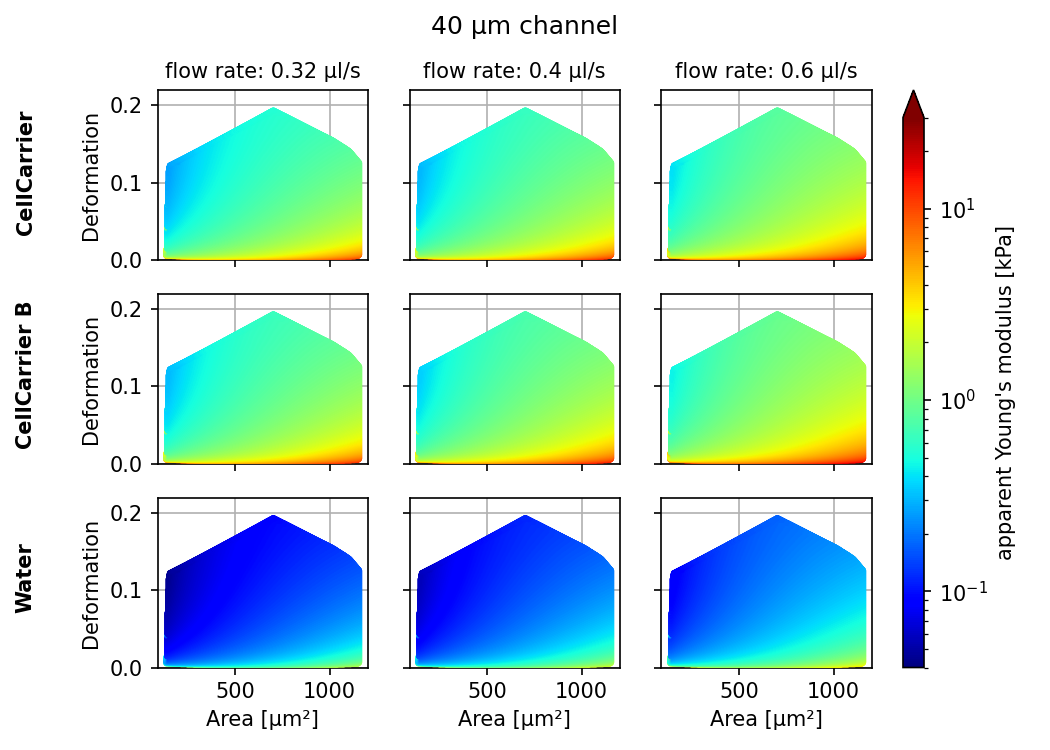 40 µm channel
flow rate: 0.32 µl/s
flow rate: 0.4 µl/s
flow rate: 0.6 µl/s
CellCarrier
Deformation
0.2
0.1
0.0
CellCarrier B
Deformation
0.2
0.1
0.0
Water
Deformation
0.2
0.1
0.0
500 1000
500 1000
500 1000
Area [µm²]
Area [µm²]
Area [µm²]
10¹
10⁰
10⁻¹
apparent Young's modulus [kPa]